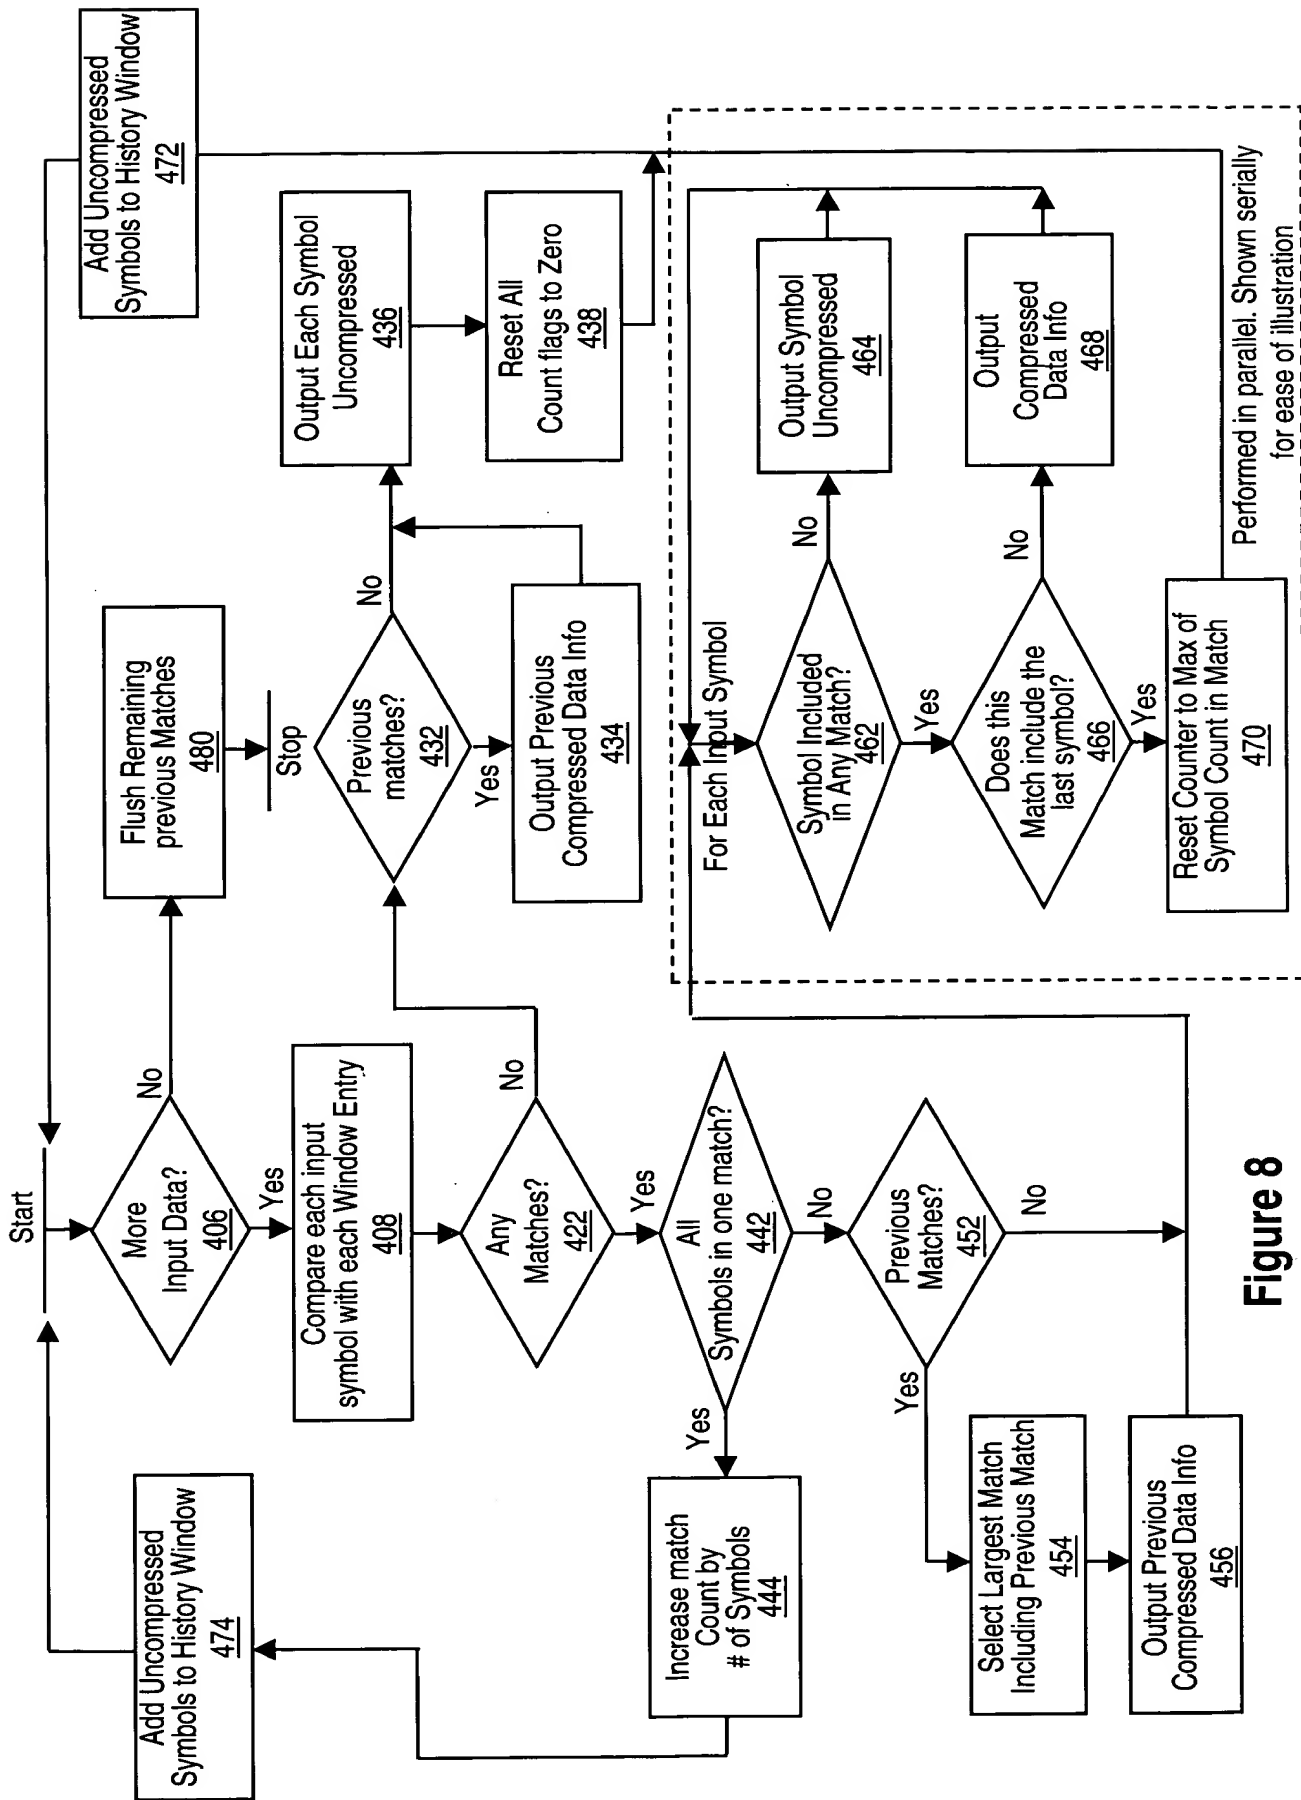 Start
More
Input Data?
406
No
Yes
Flush Remaining
previous Matches
480
Stop
Compare each input
symbol with each Window Entry
408
Any
Matches?
422
No
Yes
Previous
matches?
432
No
Yes
Output Previous
Compressed Data Info
434
Output Each Symbol
Uncompressed
436
Reset All
Count flags to Zero
438
Add Uncompressed
Symbols to History Window
472
Add Uncompressed
Symbols to History Window
474
All
Symbols in one match?
442
Yes
No
Increase match
Count by
# of Symbols
444
Previous
Matches?
452
Yes
No
Select Largest Match
Including Previous Match
454
Output Previous
Compressed Data Info
456
For Each Input Symbol
Symbol Included
in Any Match?
462
No
Yes
Output Symbol
Uncompressed
464
Does this
Match include the
last symbol?
466
No
Yes
Output
Compressed
Data Info
468
Reset Counter to Max of
Symbol Count in Match
470
Performed in parallel. Shown serially
for ease of illustration
Figure 8